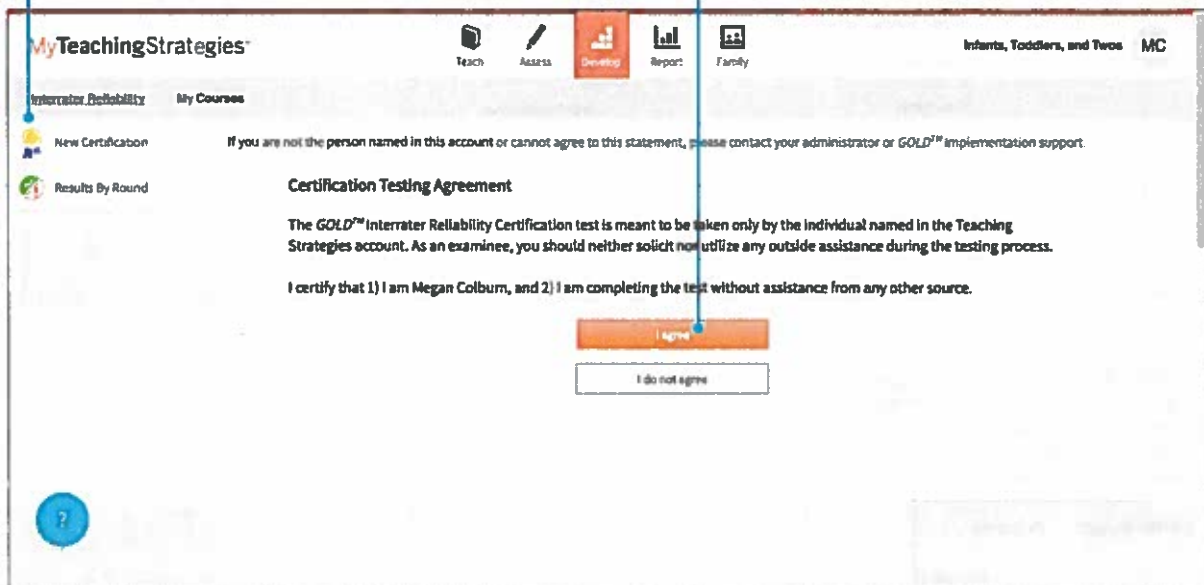 MyTeachingStrategies™
Teach
Assess
Develop
Report
Family
Infants, Toddlers, and Twos MC
Interrater Reliability My Courses
New Certification
Results By Round
If you are not the person named in this account or cannot agree to this statement, please contact your administrator or GOLD™ implementation support.
Certification Testing Agreement
The GOLD™ Interrater Reliability Certification test is meant to be taken only by the individual named in the Teaching
Strategies account. As an examinee, you should neither solicit nor utilize any outside assistance during the testing process.
I certify that 1) I am Megan Colburn, and 2) I am completing the test without assistance from any other source.
I agree
I do not agree
?